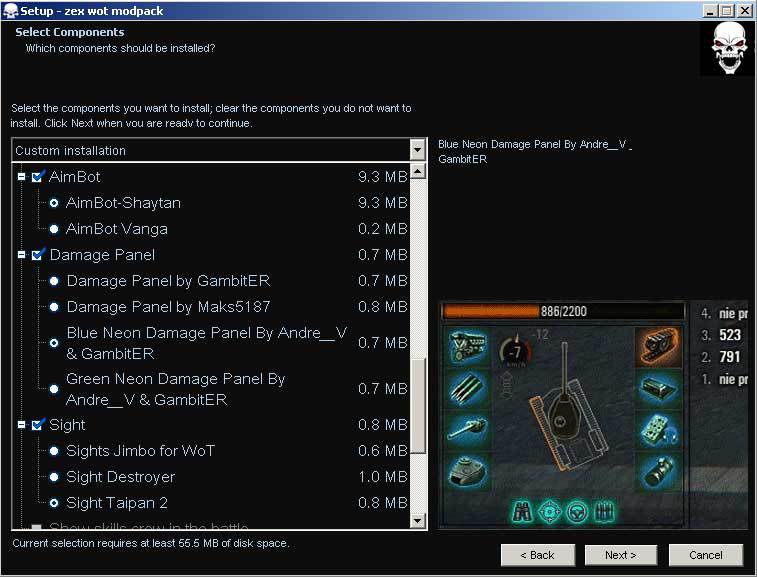 Setup - zex wot modpack
Select Components
Which components should be installed?
Select the components you want to install; clear the components you do not want to
install. Click Next when you are ready to continue.
Custom installation
AimBot 9.3 MB
AimBot-Shaytan 9.3 MB
AimBot Vanga 0.2 MB
Damage Panel 0.7 MB
Damage Panel by GambitER 0.7 MB
Damage Panel by Maks5187 0.8 MB
Blue Neon Damage Panel By Andre__V
& GambitER 0.7 MB
Green Neon Damage Panel By
Andre__V & GambitER 0.7 MB
Sight 0.8 MB
Sights Jimbo for WoT 0.6 MB
Sight Destroyer 1.0 MB
Sight Taipan 2 0.8 MB
Show skills crew in the battle
Current selection requires at least 55.5 MB of disk space.
Blue Neon Damage Panel By Andre__V _
GambitER
886/2200
-12
-7
km/h
4. nie pr
3. 523
2. 791
1. nie pr
< Back
Next >
Cancel